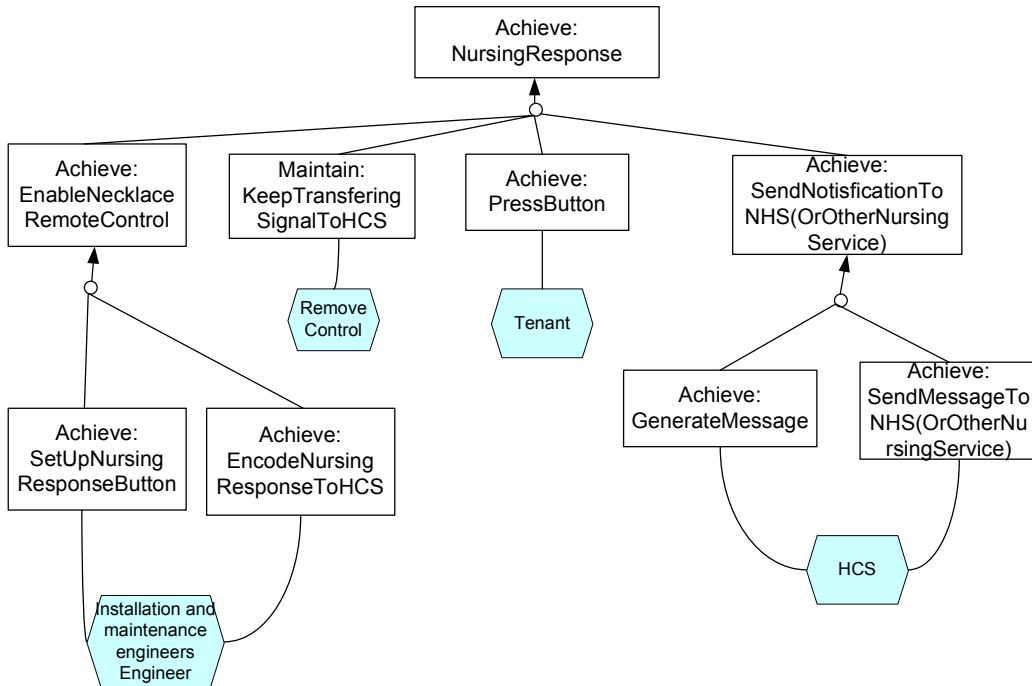 Achieve:
NursingResponse
Achieve:
EnableNecklace
RemoteControl
Maintain:
KeepTransfering
SignalToHCS
Achieve:
PressButton
Achieve:
SendNotisficationTo
NHS(OrOtherNursing
Service)
Remove
Control
Tenant
Achieve:
SetUpNursing
ResponseButton
Achieve:
EncodeNursing
ResponseToHCS
Achieve:
GenerateMessage
Achieve:
SendMessageTo
NHS(OrOtherNu
rsingService)
Installation and
maintenance
engineers
Engineer
HCS